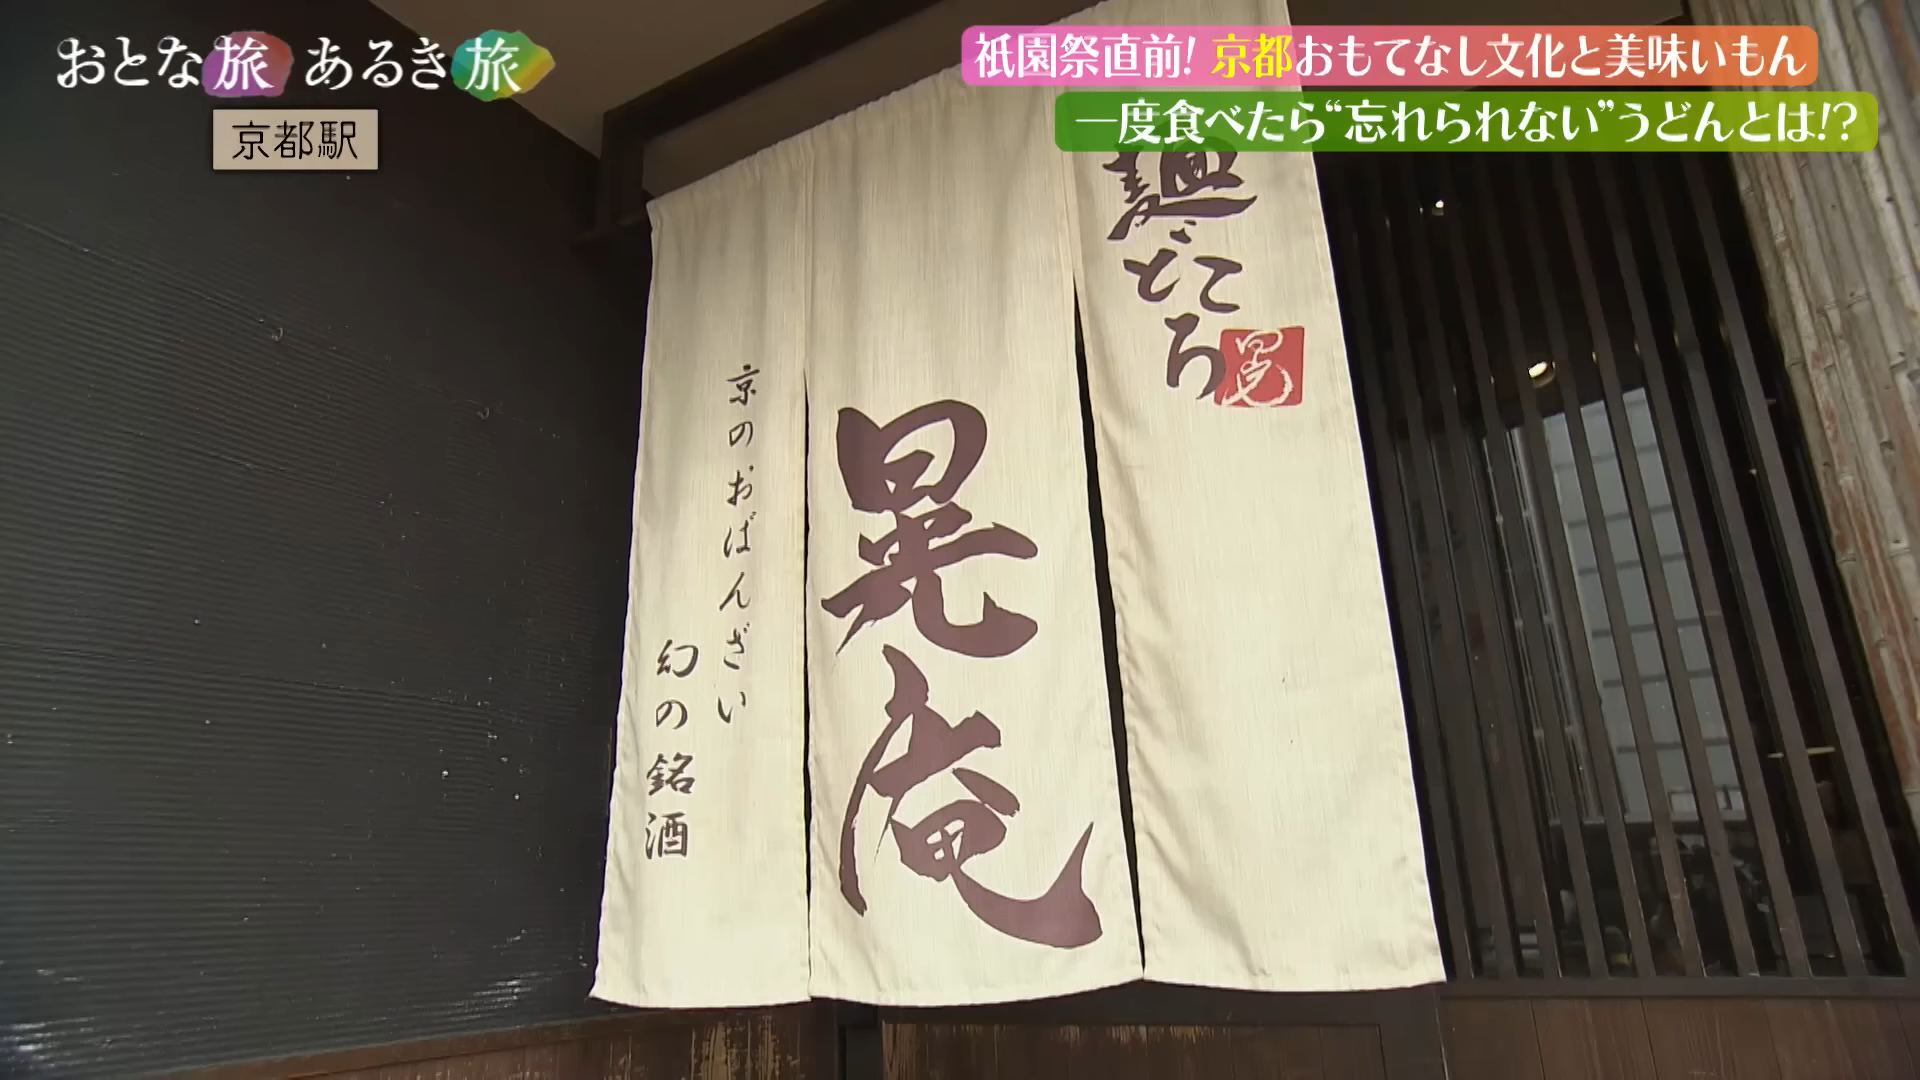 おとな旅 あるき旅
京都駅
祇園祭直前! 京都おもてなし文化と美味いもん
一度食べたら“忘れられない”うどんとは!?
麺どころ
晃
晃庵
京のおばんざい
幻の銘酒